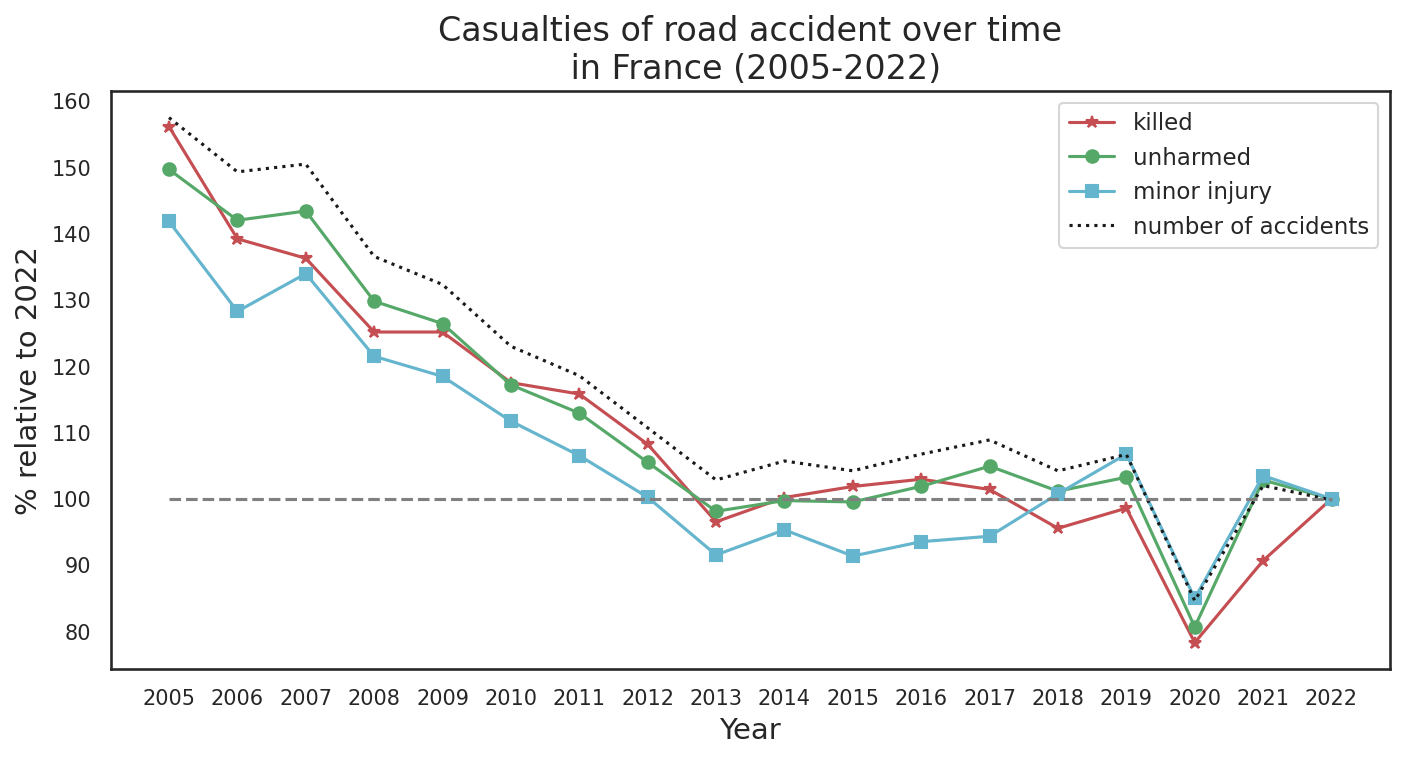 Casualties of road accident over time
in France (2005-2022)
160
150
140
130
120
110
100
90
80
% relative to 2022
killed
unharmed
minor injury
number of accidents
2005 2006 2007 2008 2009 2010 2011 2012 2013 2014 2015 2016 2017 2018 2019 2020 2021 2022
Year